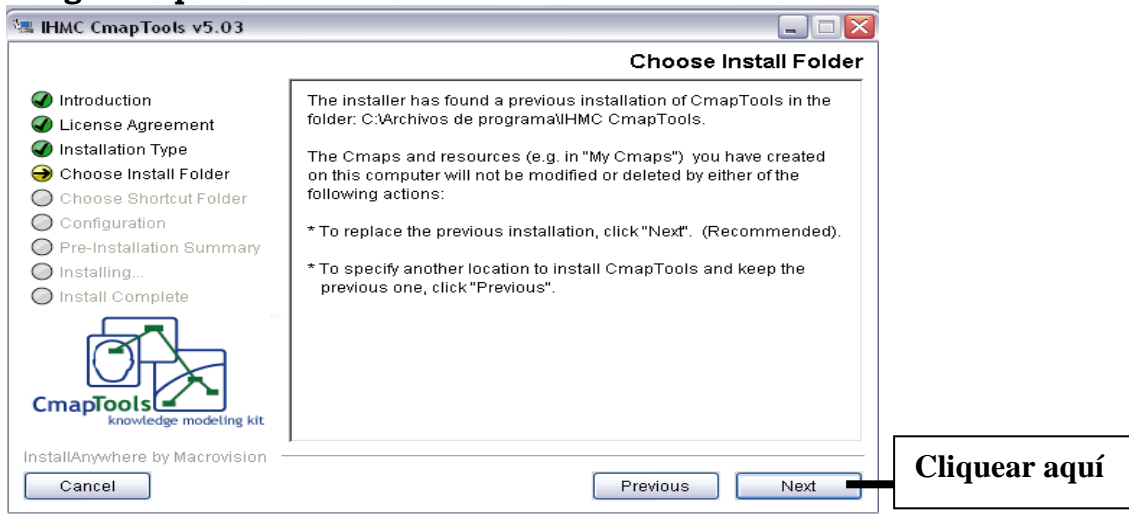 IHMC CmapTools v5.03
Choose Install Folder
Introduction
License Agreement
Installation Type
Choose Install Folder
Choose Shortcut Folder
Configuration
Pre-Installation Summary
Installing...
Install Complete
The installer has found a previous installation of CmapTools in the
folder: C:\Archivos de programa\IHMC CmapTools.
The Cmaps and resources (e.g. in "My Cmaps") you have created
on this computer will not be modified or deleted by either of the
following actions:
* To replace the previous installation, click "Next". (Recommended).
* To specify another location to install CmapTools and keep the
previous one, click "Previous".
CmapTools
knowledge modeling kit
InstallAnywhere by Macrovision
Cancel
Previous
Next
Cliquear aquí